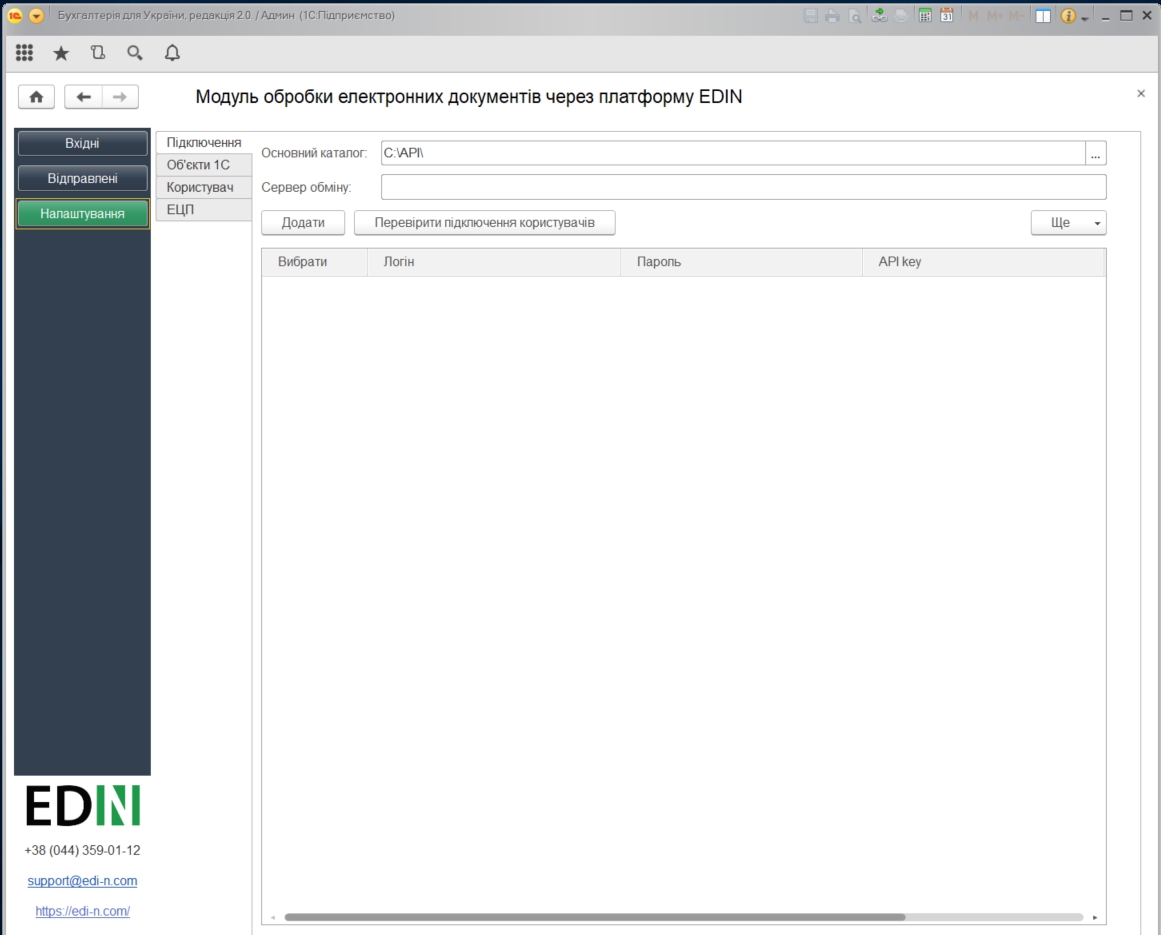 Бухгалтерія для України, редакція 2.0. / Админ (1С:Підприємство)
31 M M+ M-
Модуль обробки електронних документів через платформу EDIN
Вхідні
Відправлені
Налаштування
Підключення
Об'єкти 1С
Користувач
ЕЦП
Основний каталог: C:\API\ ...
Сервер обміну:
Додати Перевірити підключення користувачів Ще
Вибрати Логін Пароль API key
EDIN
+38 (044) 359-01-12
support@edi-n.com
https://edi-n.com/